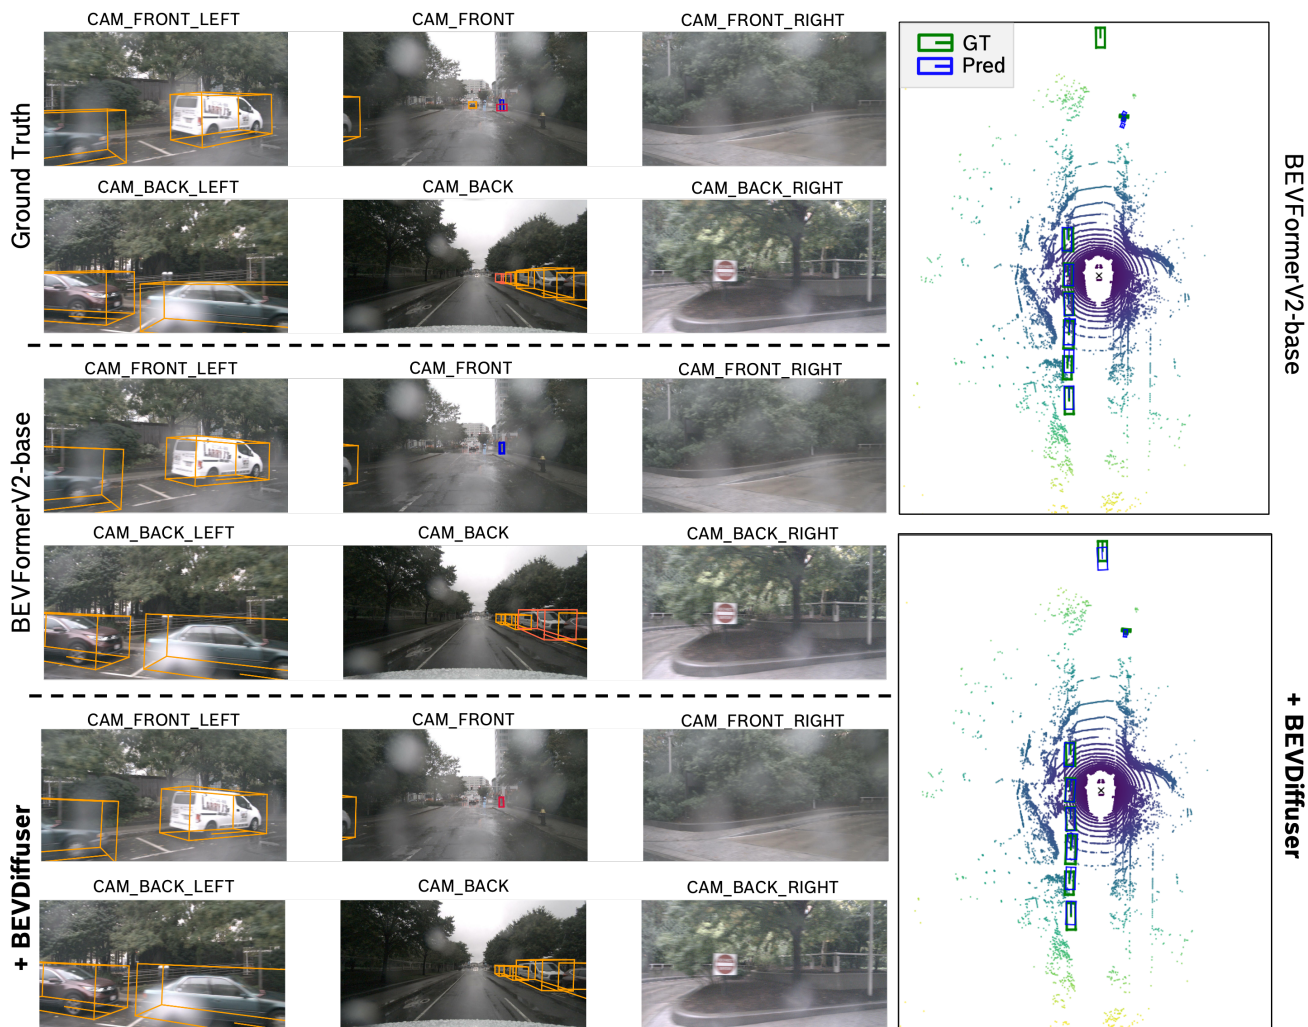 CAM_FRONT_LEFT
CAM_FRONT
CAM_FRONT_RIGHT
CAM_BACK_LEFT
CAM_BACK
CAM_BACK_RIGHT
Ground Truth
CAM_FRONT_LEFT
CAM_FRONT
CAM_FRONT_RIGHT
CAM_BACK_LEFT
CAM_BACK
CAM_BACK_RIGHT
BEVFormerV2-base
CAM_FRONT_LEFT
CAM_FRONT
CAM_FRONT_RIGHT
CAM_BACK_LEFT
CAM_BACK
CAM_BACK_RIGHT
+ BEVDiffuser
GT
Pred
BEVFormerV2-base
+ BEVDiffuser